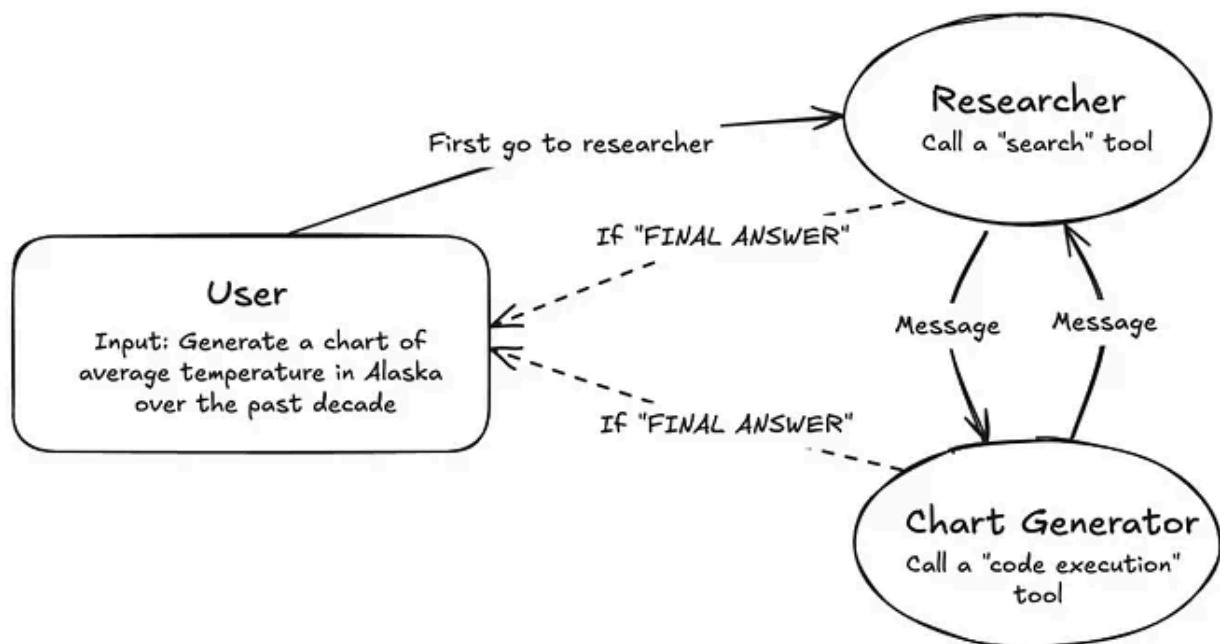 Researcher
Call a "search" tool
First go to researcher
If "FINAL ANSWER"
User
Input: Generate a chart of
average temperature in Alaska
over the past decade
Message
Message
If "FINAL ANSWER"
Chart Generator
Call a "code execution"
tool